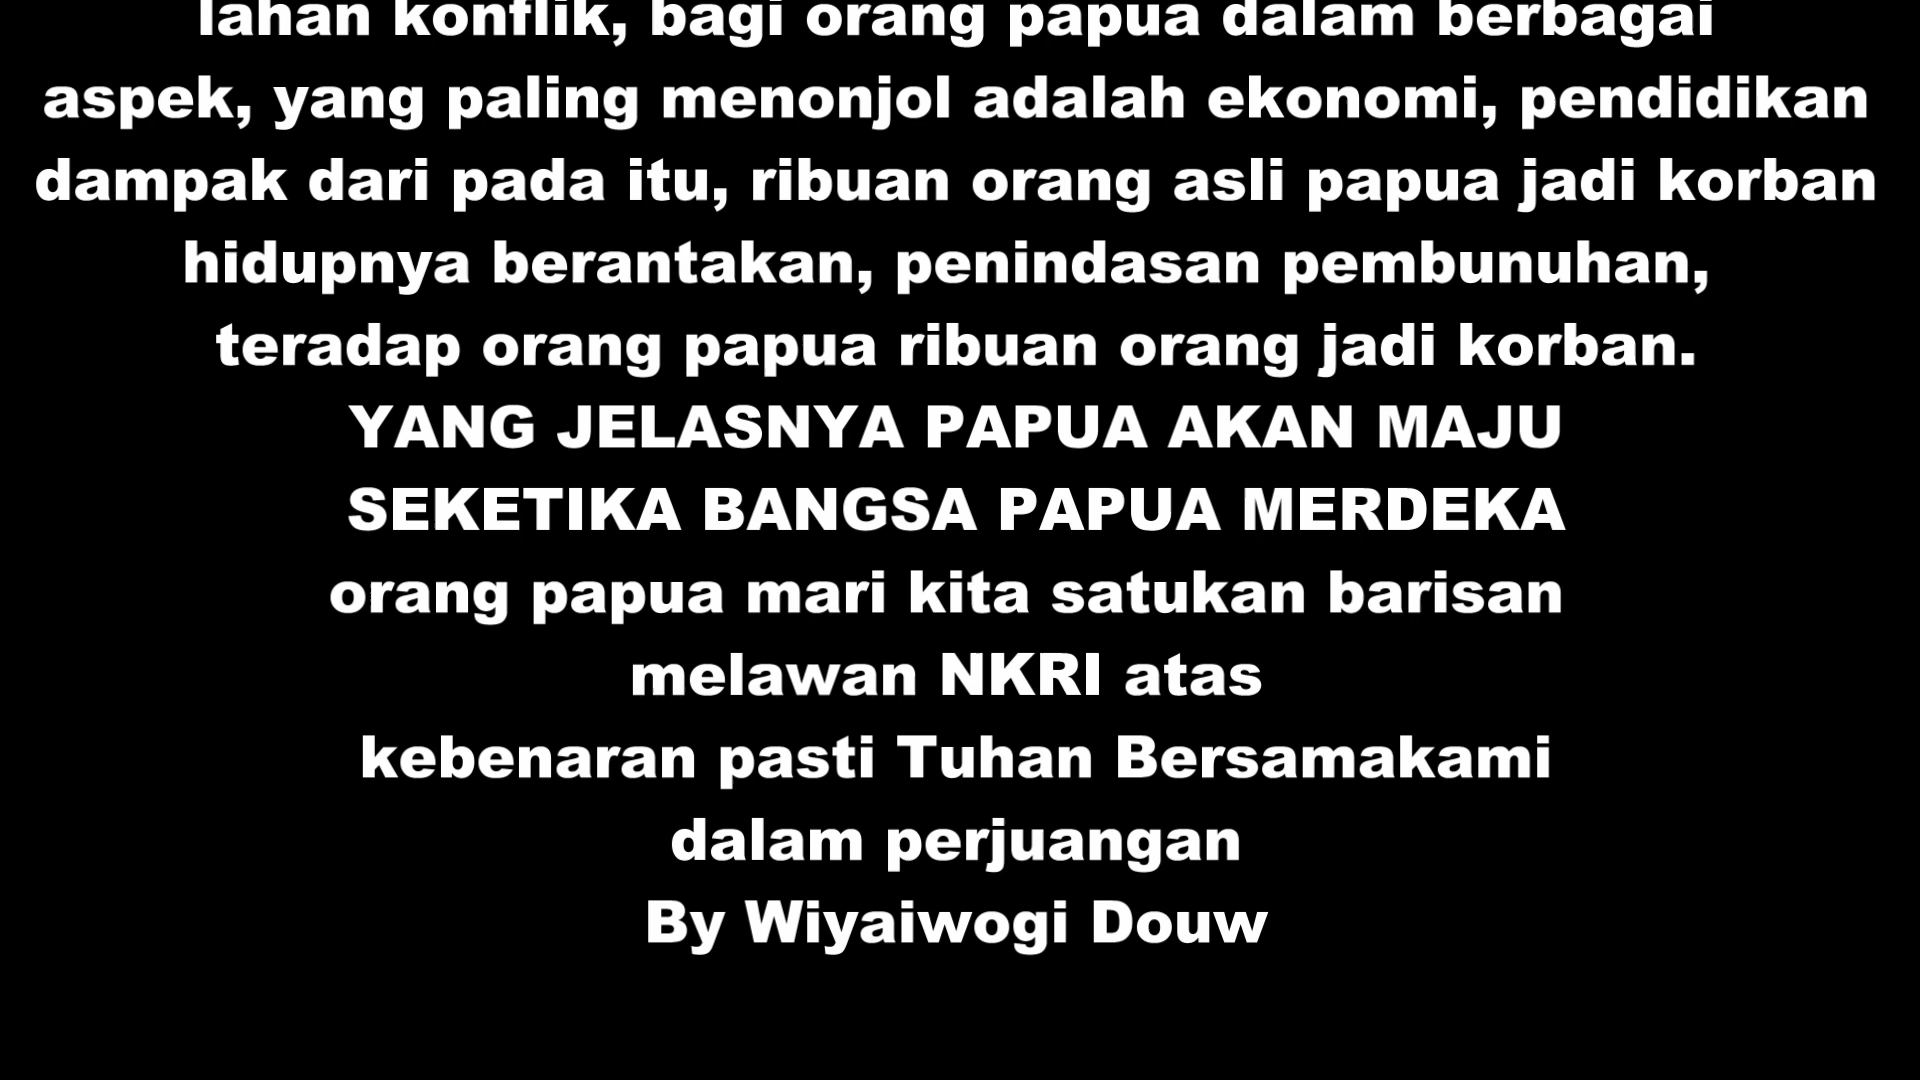 lahan konflik, bagi orang papua dalam berbagai
aspek, yang paling menonjol adalah ekonomi, pendidikan
dampak dari pada itu, ribuan orang asli papua jadi korban
hidupnya berantakan, penindasan pembunuhan,
teradap orang papua ribuan orang jadi korban.
YANG JELASNYA PAPUA AKAN MAJU
SEKETIKA BANGSA PAPUA MERDEKA
orang papua mari kita satukan barisan
melawan NKRI atas
kebenaran pasti Tuhan Bersamakami
dalam perjuangan
By Wiyaiwogi Douw